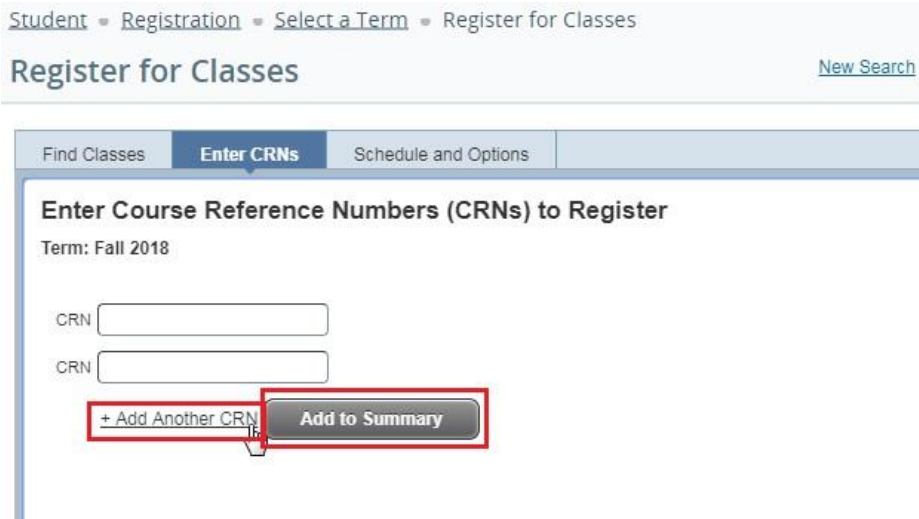 Student • Registration • Select a Term • Register for Classes
Register for Classes
New Search
Find Classes Enter CRNs Schedule and Options
Enter Course Reference Numbers (CRNs) to Register
Term: Fall 2018
CRN
CRN
+ Add Another CRN Add to Summary